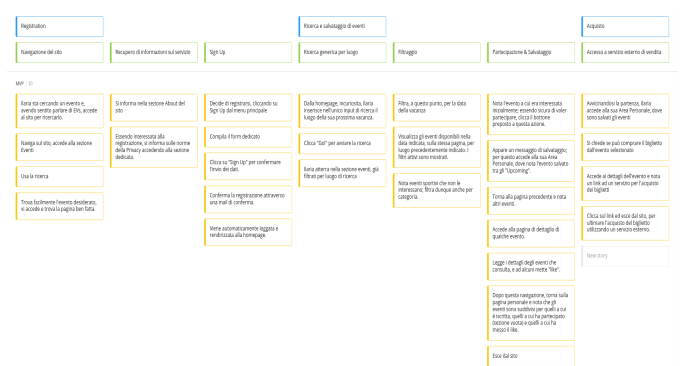 Registration
Ricerca e salvataggio di eventi
Acquisto
Navigazione del sito
Recupero di informazioni sul servizio
Sign Up
Ricerca generica per luogo
Filtraggio
Partecipazione & Salvataggio
Accesso a servizio esterno di vendita
MVP
Ilaria sta cercando un evento e,
avendo sentito parlare di EVs, accede
al sito per ricercarlo.
Naviga sul sito, accede alla sezione
Eventi
Usa la ricerca
Trova facilmente l'evento desiderato,
vi accede e trova la pagina ben fatta.
Si informa nella sezione About del
sito
Essendo interessata alla
registrazione, si informa sulle norme
della Privacy accedendo alla sezione
dedicata.
Decide di registrarsi, cliccando su
Sign Up dal menu principale
Compila il form dedicato
Clicca su "Sign Up" per confermare
l'invio dei dati.
Conferma la registrazione attraverso
una mail di conferma.
Viene automaticamente loggata e
rendirizzata alla homepage.
Dalla homepage, incuriosita, Ilaria
inserisce nell'unico input di ricerca il
luogo della sua prossima vacanza.
Clicca "Go!" per avviare la ricerca
Ilaria atterra nella sezione eventi, già
filtrati per luogo di ricerca
Filtra, a questo punto, per la data
della vacanza
Visualizza gli eventi disponibili nella
data indicata, sulla stessa pagina, per
luogo precedentemente indicato. I
filtri attivi sono mostrati.
Nota eventi sportivi che non le
interessano; filtra dunque anche per
categoria.
Nota l'evento a cui era interessata
inizialmente; essendo sicura di voler
partecipare, clicca il bottone
preposto a questa azione.
Appare un messaggio di salvataggio;
per questo accede alla sua Area
Personale, dove nota l'evento salvato
tra gli "Upcoming".
Torna alla pagina precedente e nota
altri eventi.
Accede alla pagina di dettaglio di
qualche evento.
Legge i dettagli degli eventi che
consulta, e ad alcuni mette "like".
Dopo questa navigazione, torna sulla
pagina personale e nota che gli
eventi sono suddivisi per quelli a cui
è iscritta, quelli a cui ha partecipato
(sezione vuota) e quelli a cui ha
messo il like.
Esce dal sito
Avvicinandosi la partenza, Ilaria
accede alla sua Area Personale, dove
sono salvati gli eventi
Si chiede se può comprare il biglietto
dall'evento selezionato
Accede ai dettagli dell'evento e nota
un link ad un servizio per l'acquisto
dei biglietti
Clicca sul link ed esce dal sito, per
ultimare l'acquisto del biglietto
utilizzando un servizio esterno.
New story